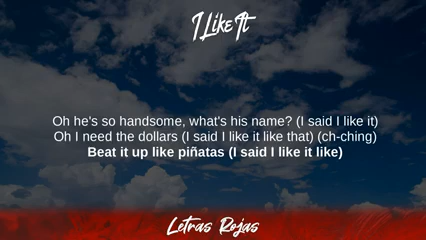 I Like It
Oh he's so handsome, what's his name? (I said I like it)
Oh I need the dollars (I said I like it like that) (ch-ching)
Beat it up like piñatas (I said I like it like)
Letras Rojas